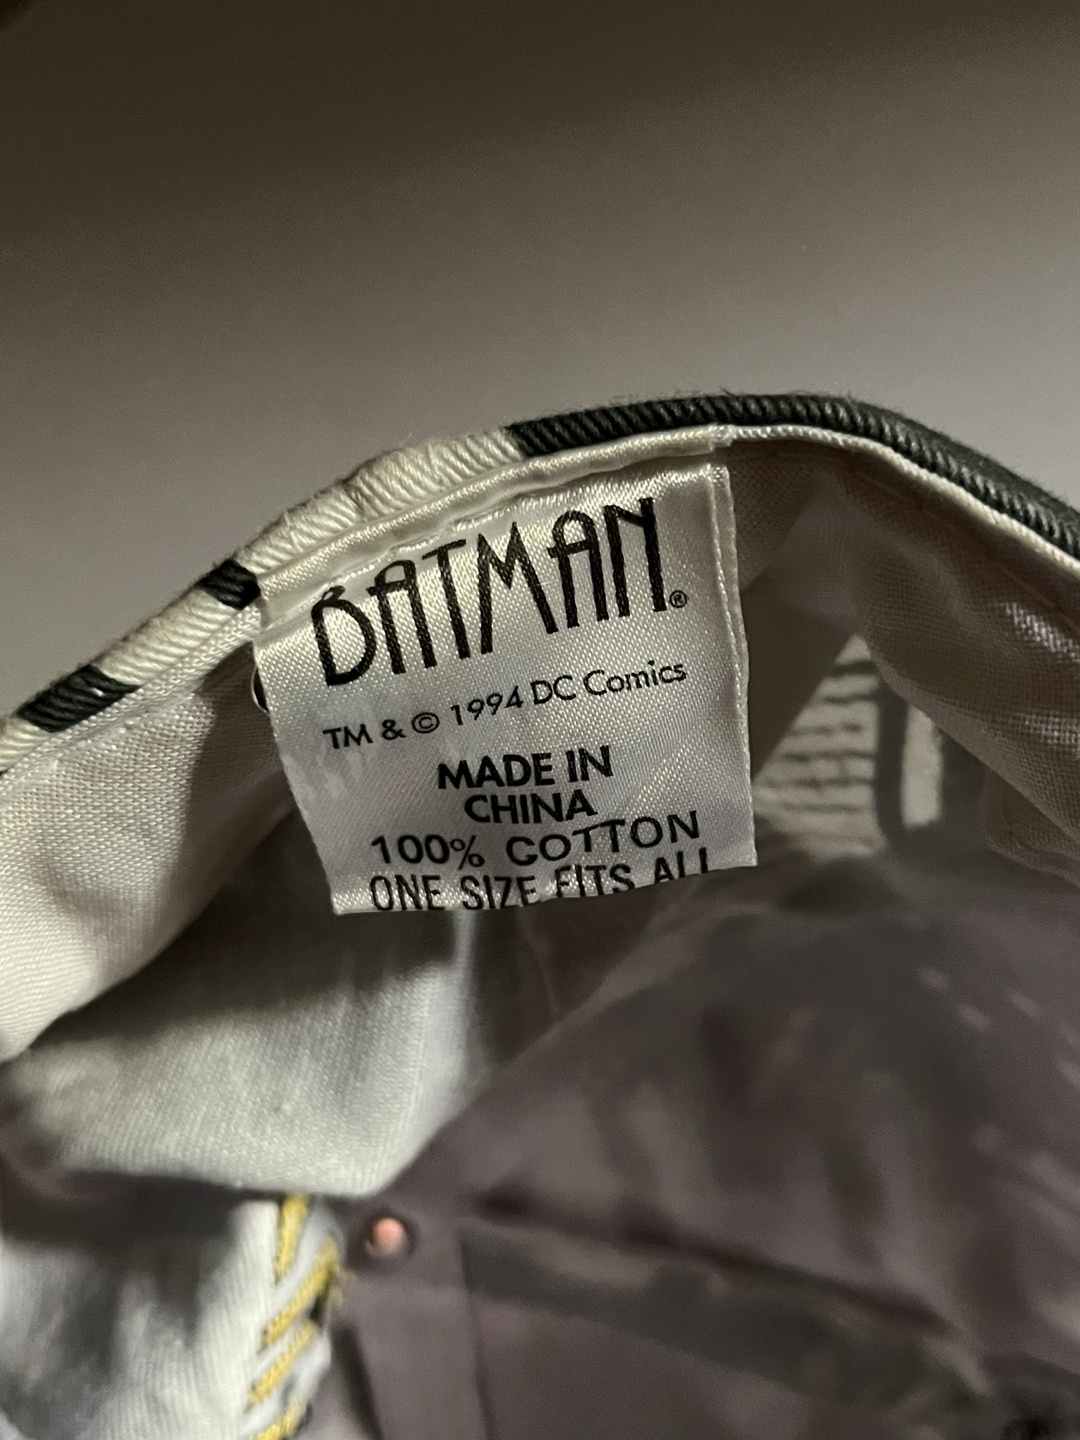 BATMAN®
TM & © 1994 DC Comics
MADE IN
CHINA
100% COTTON
ONE SIZE FITS ALL